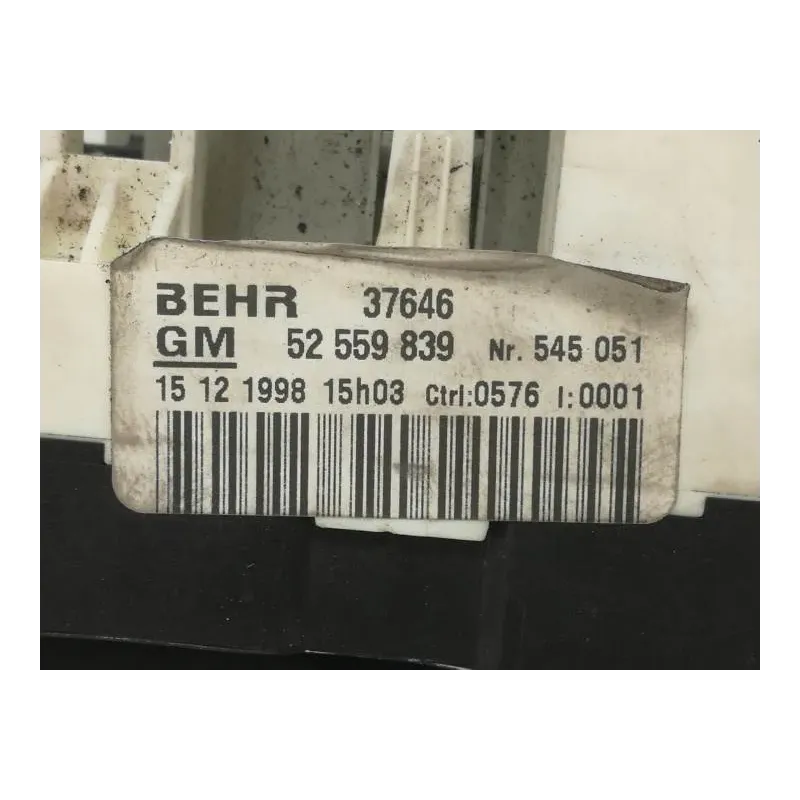 BEHR 37646
GM 52 559 839 Nr. 545 051
15 12 1998 15h03 Ctrl:0576 I:0001